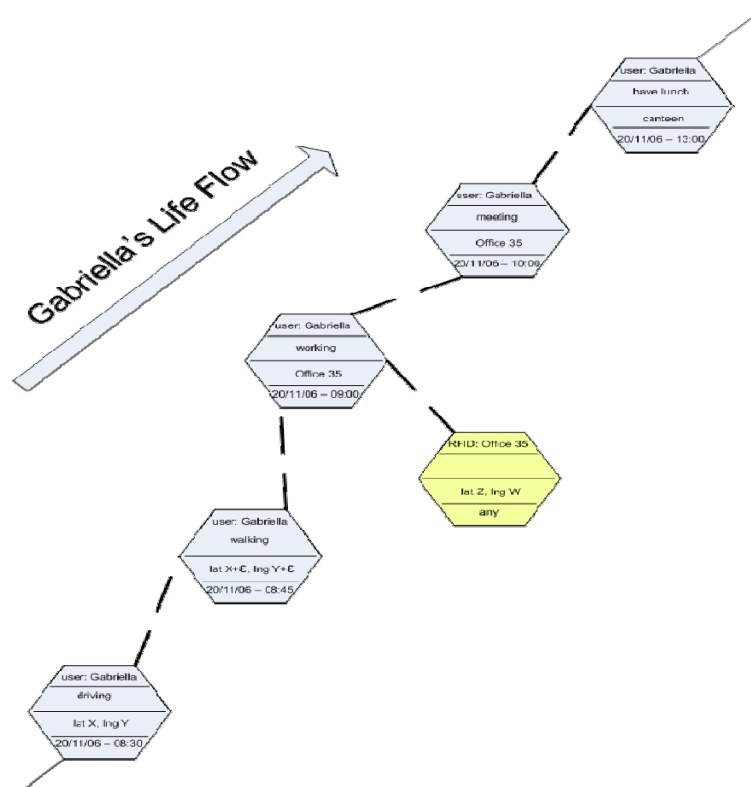 user: Gabriella
have lunch
canteen
20/11/06 – 13:00
Gabriella's Life Flow
user: Gabriella
meeting
Office 35
20/11/06 – 10:00
user: Gabriella
working
Office 35
20/11/06 – 09:00
RFID: Office 35
lat Z, lng W
any
user: Gabriella
walking
lat X+Ɛ, lng Y+Ɛ
20/11/06 – 08:45
user: Gabriella
driving
lat X, lng Y
20/11/06 – 08:30